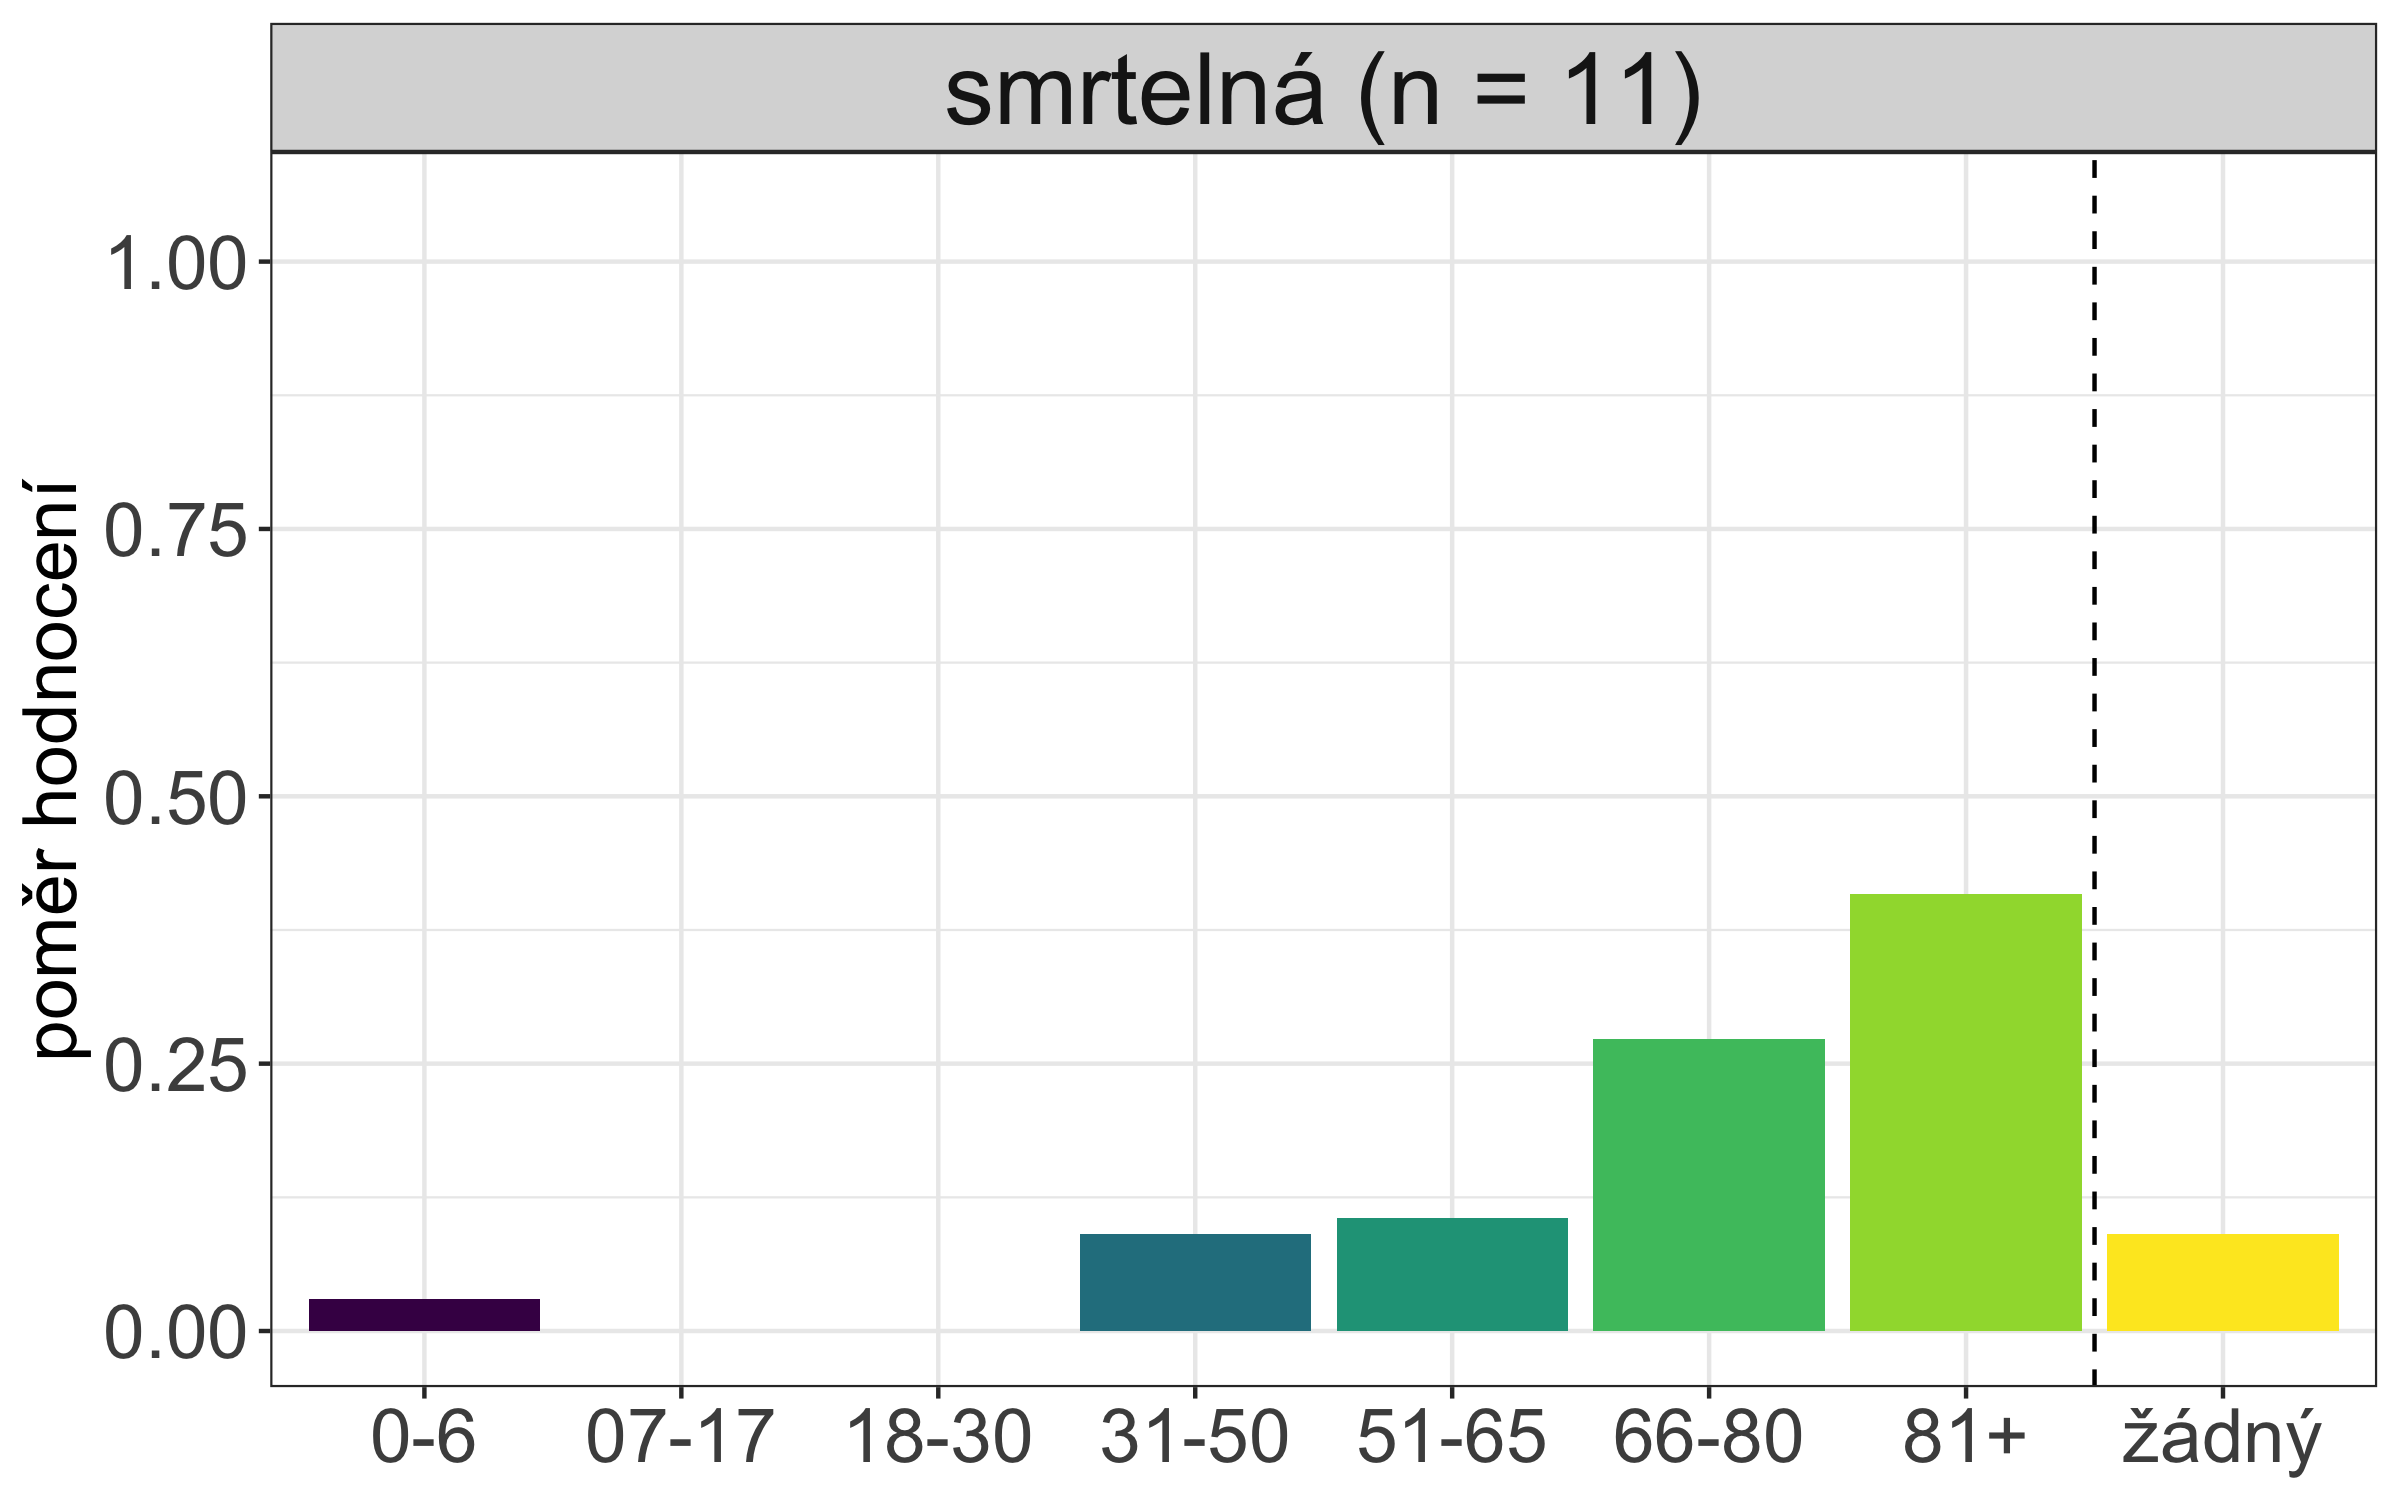 smrtelná (n = 11)
poměr hodnocení
1.00
0.75
0.50
0.25
0.00
0-6 07-17 18-30 31-50 51-65 66-80 81+ žádný